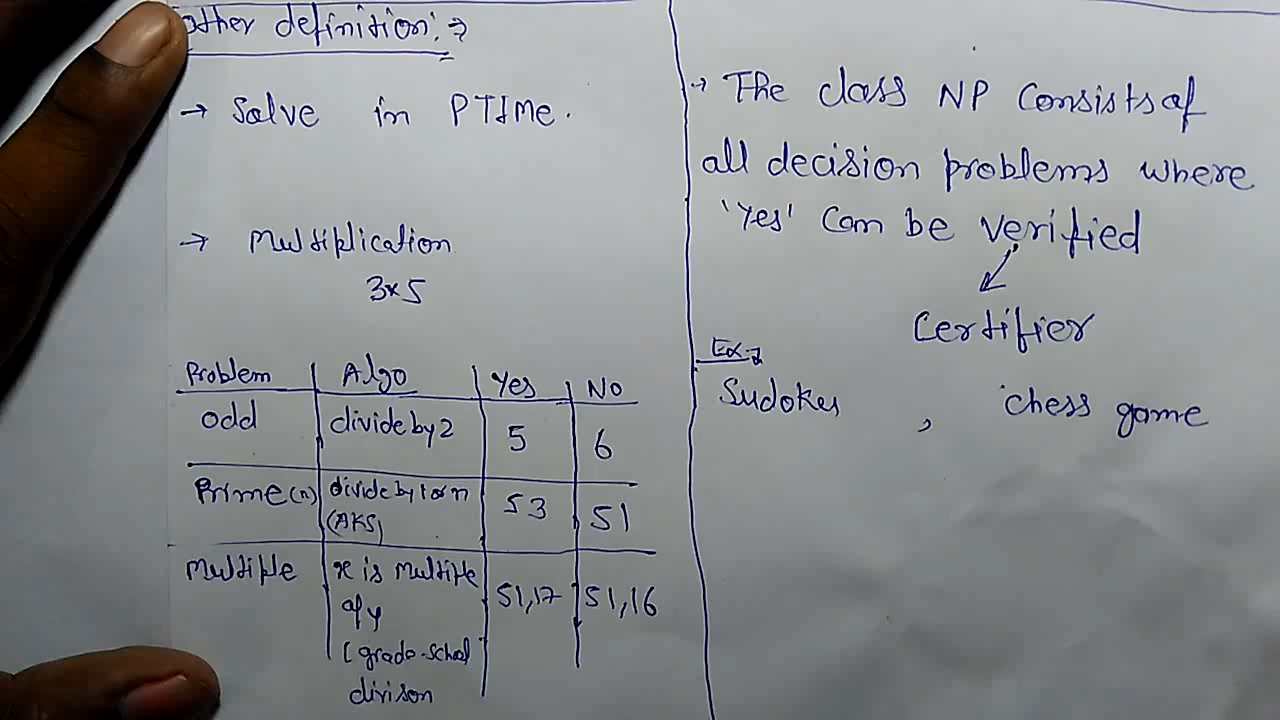 other definition :→
→ Solve in PTIMe.
→ Multiplication
3×5
Problem | Algo | Yes | No
odd | divide by 2 | 5 | 6
Prime(n) | divide by 1 or n | 53 | 51
(AKS)
Multiple | x is multiple | 51,17 | 51,16
of y
(grade-school
divison
→ The class NP Consists of
all decision problems where
'Yes' Can be verified
Certifier
Ex-
Sudoku , chess game